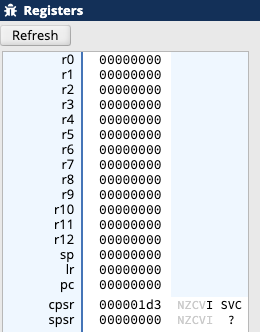 Registers
Refresh
r0 00000000
r1 00000000
r2 00000000
r3 00000000
r4 00000000
r5 00000000
r6 00000000
r7 00000000
r8 00000000
r9 00000000
r10 00000000
r11 00000000
r12 00000000
sp 00000000
lr 00000000
pc 00000000
cpsr 000001d3 NZCVI SVC
spsr 00000000 NZCVI ?